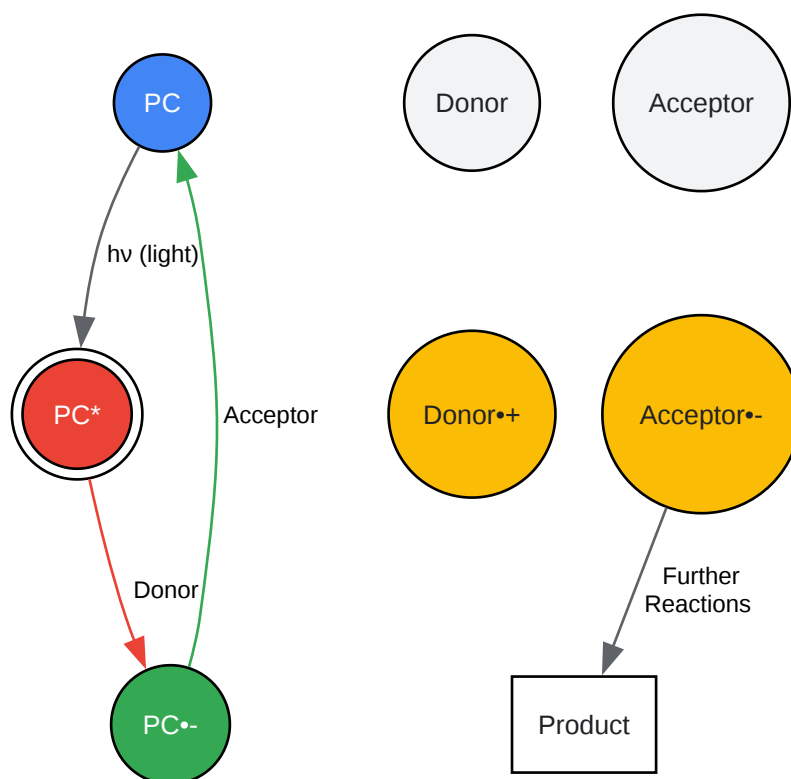 PC
Donor
Acceptor
hν (light)
PC*
Acceptor
Donor•+
Acceptor•-
Donor
Further
Reactions
PC•-
Product